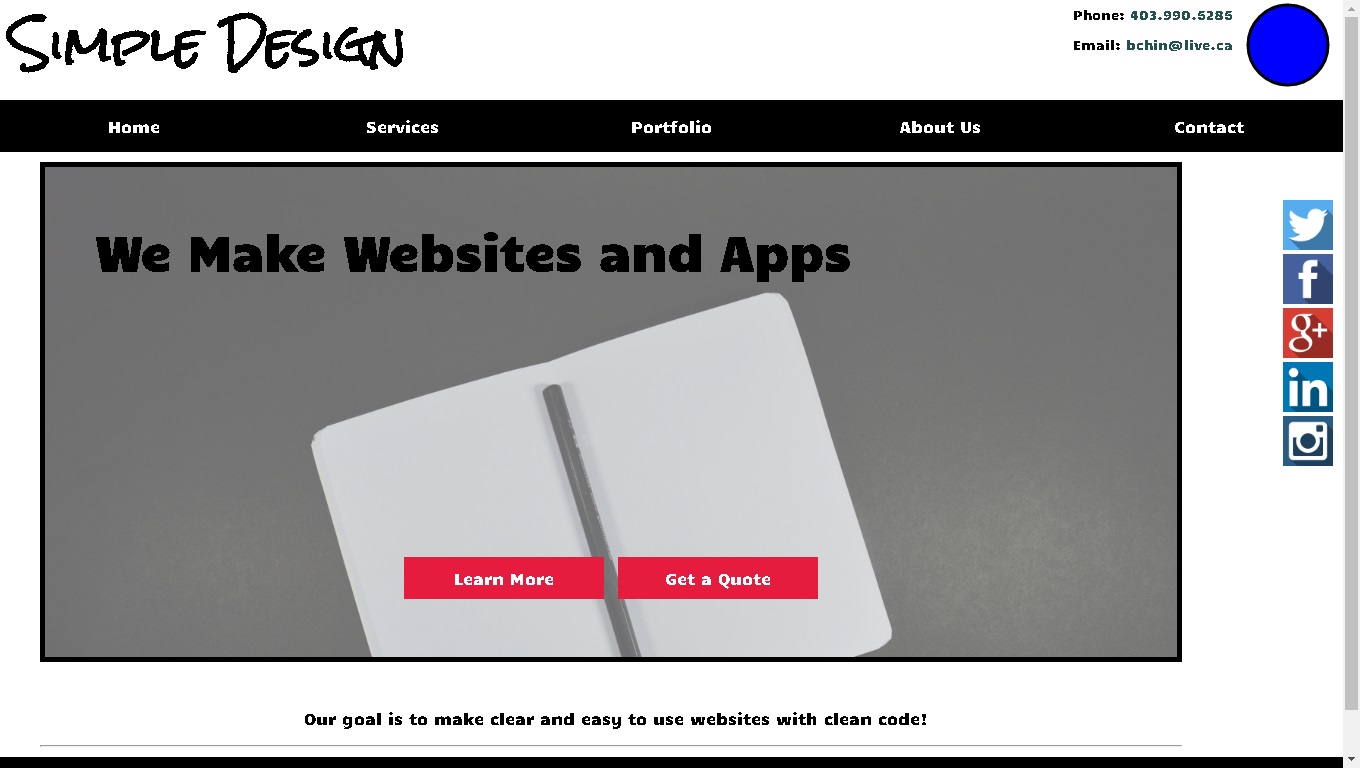 Simple Design
Phone: 403.990.5285
Email: bchin@live.ca
Home Services Portfolio About Us Contact
We Make Websites and Apps
f
g+
in
Learn More Get a Quote
Our goal is to make clear and easy to use websites with clean code!